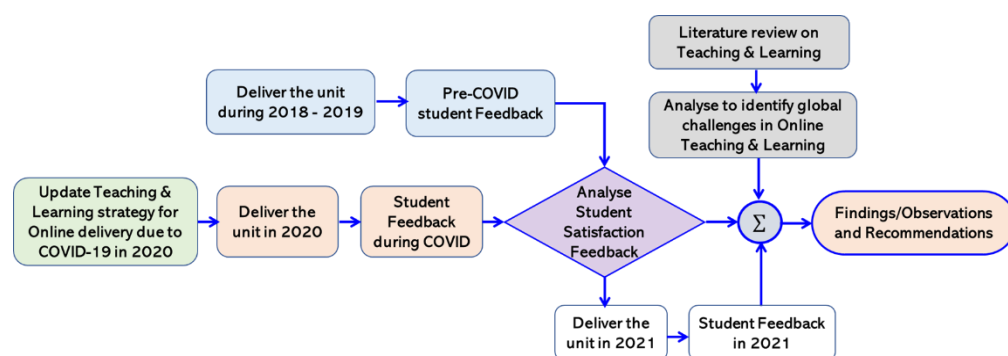 Literature review on
Teaching & Learning
Deliver the unit
during 2018 - 2019
Pre-COVID
student Feedback
Analyse to identify global
challenges in Online
Teaching & Learning
Update Teaching &
Learning strategy for
Online delivery due to
COVID-19 in 2020
Deliver the
unit in 2020
Student
Feedback
during COVID
Analyse
Student
Satisfaction
Feedback
Σ
Findings/Observations
and Recommendations
Deliver the
unit in 2021
Student Feedback
in 2021